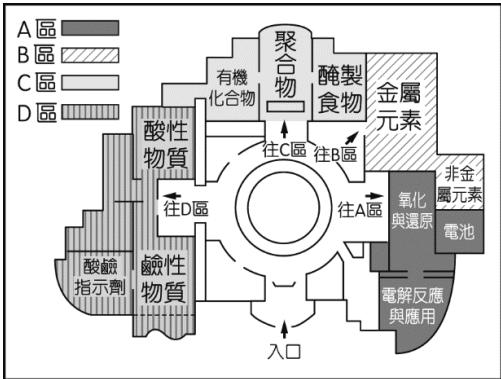 A區
B區
C區
D區
有機
化合物
聚合物
醃製
食物
金屬
元素
酸性
物質
往C區
往B區
非金
屬元素
往D區
往A區
氧化
與還原
電池
酸鹼
指示劑
鹼性
物質
電解反應
與應用
入口